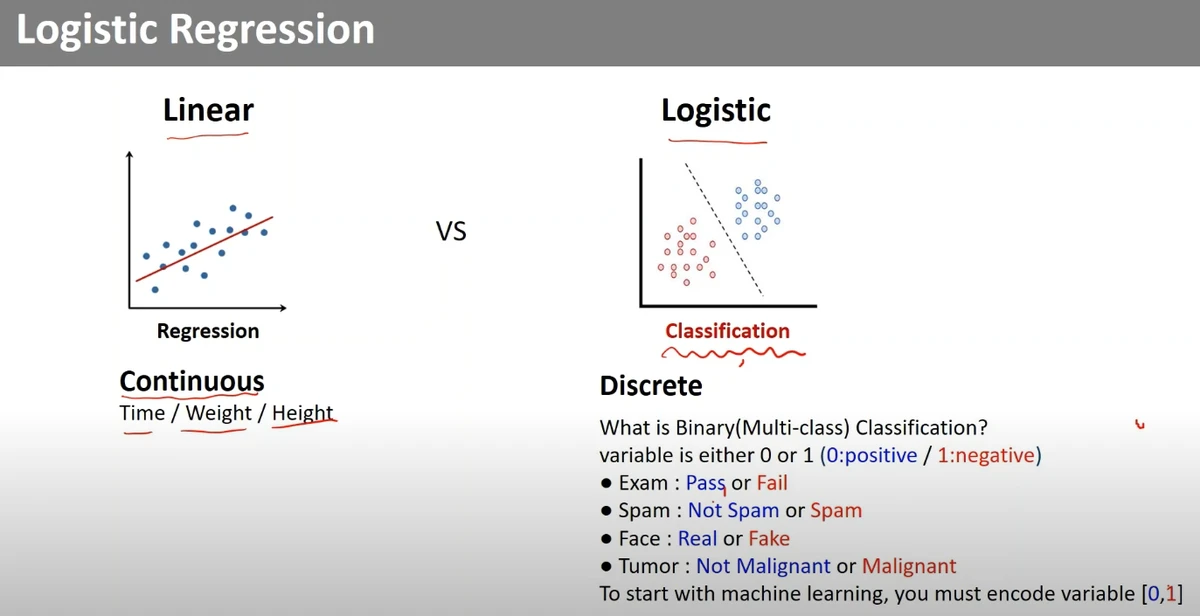 Logistic Regression
Linear
Logistic
VS
Regression
Classification
Continuous
Time / Weight / Height
Discrete
What is Binary(Multi-class) Classification?
variable is either 0 or 1 (0:positive / 1:negative)
● Exam : Pass or Fail
● Spam : Not Spam or Spam
● Face : Real or Fake
● Tumor : Not Malignant or Malignant
To start with machine learning, you must encode variable [0,1]